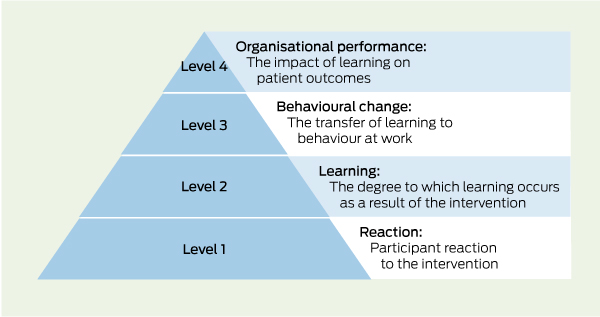 Level 4
Organisational performance:
The impact of learning on
patient outcomes
Level 3
Behavioural change:
The transfer of learning to
behaviour at work
Level 2
Learning:
The degree to which learning occurs
as a result of the intervention
Level 1
Reaction:
Participant reaction
to the intervention